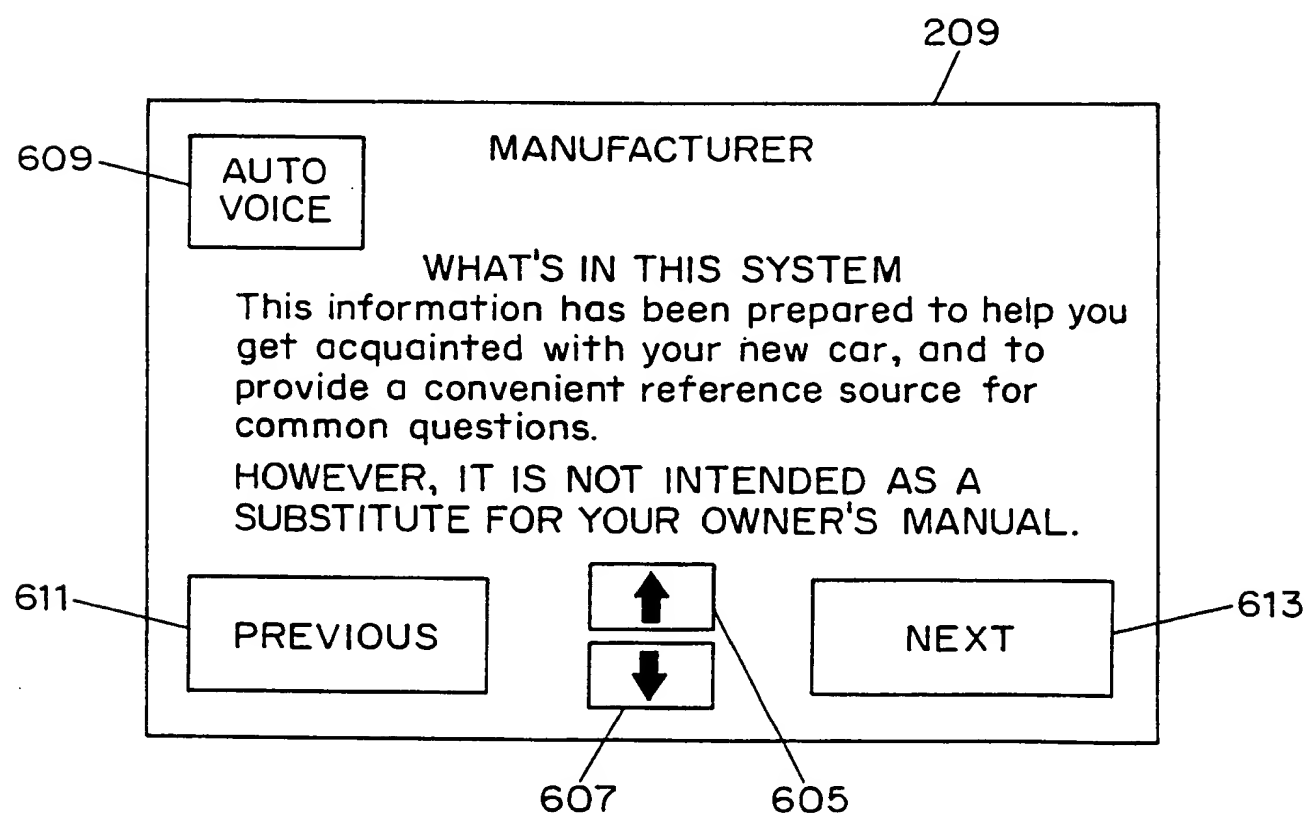 209
MANUFACTURER
609
AUTO
VOICE
WHAT'S IN THIS SYSTEM
This information has been prepared to help you
get acquainted with your new car, and to
provide a convenient reference source for
common questions.
HOWEVER, IT IS NOT INTENDED AS A
SUBSTITUTE FOR YOUR OWNER'S MANUAL.
611
PREVIOUS
NEXT
613
607
605